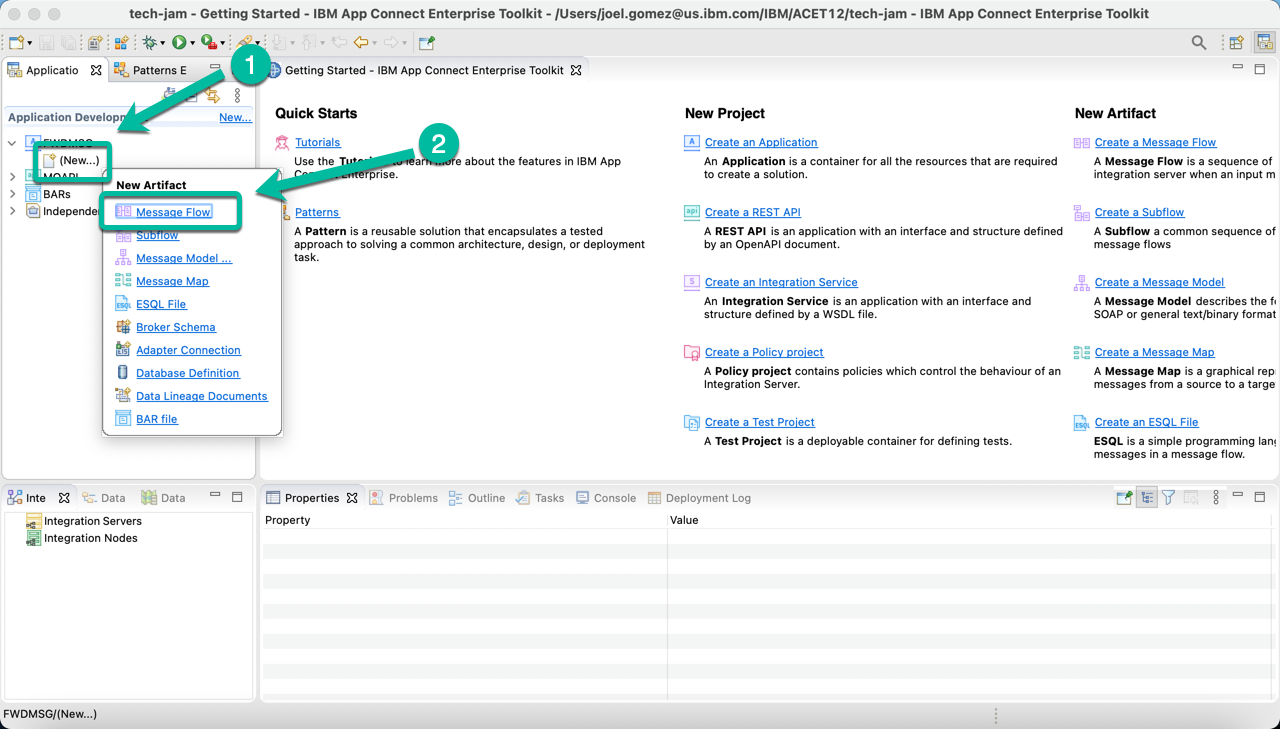 tech-jam - Getting Started - IBM App Connect Enterprise Toolkit - /Users/joel.gomez@us.ibm.com/IBM/ACET12/tech-jam - IBM App Connect Enterprise Toolkit
Applicatio
Patterns E
Getting Started - IBM App Connect Enterprise Toolkit
1
2
Application Develop
New...
FWDMSG
(New...)
MQAPI
BARs
Independen
New Artifact
Message Flow
Subflow
Message Model ...
Message Map
ESQL File
Broker Schema
Adapter Connection
Database Definition
Data Lineage Documents
BAR file
Quick Starts
Tutorials
Use the Tutorials to learn more about the features in IBM App
Connect Enterprise.
Patterns
A Pattern is a reusable solution that encapsulates a tested
approach to solving a common architecture, design, or deployment
task.
New Project
Create an Application
An Application is a container for all the resources that are required
to create a solution.
Create a REST API
A REST API is an application with an interface and structure defined
by an OpenAPI document.
Create an Integration Service
An Integration Service is an application with an interface and
structure defined by a WSDL file.
Create a Policy project
A Policy project contains policies which control the behaviour of an
Integration Server.
Create a Test Project
A Test Project is a deployable container for defining tests.
New Artifact
Create a Message Flow
A Message Flow is a sequence of
integration server when an input m
Create a Subflow
A Subflow a common sequence of
message flows
Create a Message Model
A Message Model describes the fo
SOAP or general text/binary format
Create a Message Map
A Message Map is a graphical repr
messages from a source to a targe
Create an ESQL File
ESQL is a simple programming lang
messages in a message flow.
Inte
Data
Data
Integration Servers
Integration Nodes
Properties
Problems
Outline
Tasks
Console
Deployment Log
Property
Value
FWDMSG/(New...)